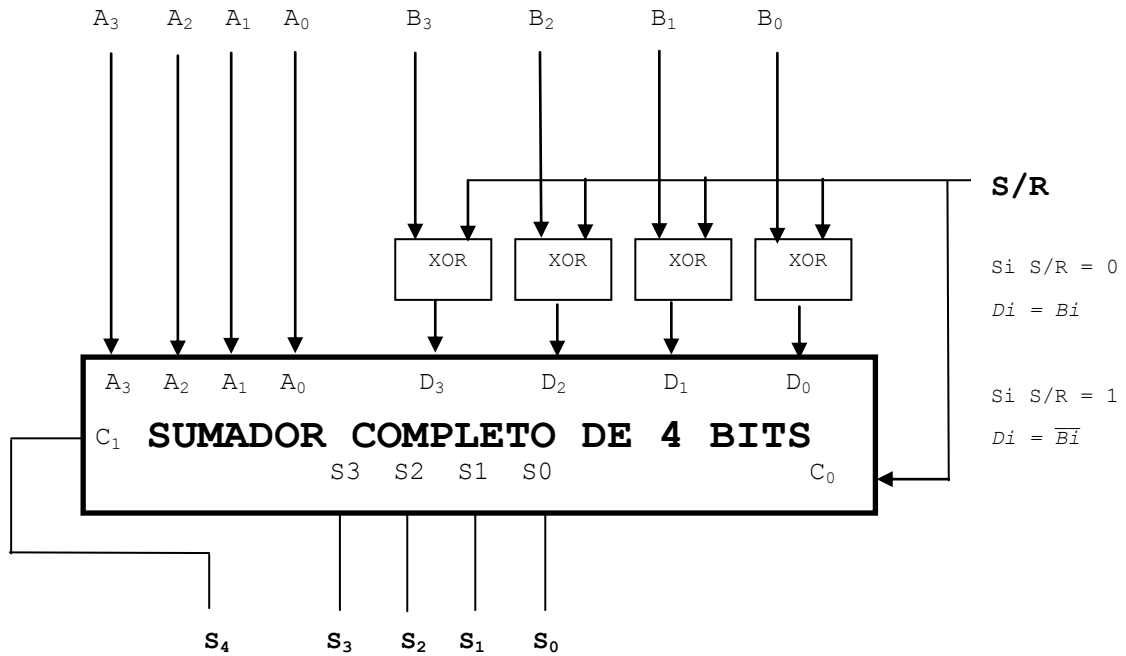 A₃ A₂ A₁ A₀ B₃ B₂ B₁ B₀
S/R
XOR XOR XOR XOR
Si S/R = 0
Di = Bi
A₃ A₂ A₁ A₀ D₃ D₂ D₁ D₀
Si S/R = 1
C₁ SUMADOR COMPLETO DE 4 BITS
Di = B̅i̅
S3 S2 S1 S0 C₀
S₄ S₃ S₂ S₁ S₀